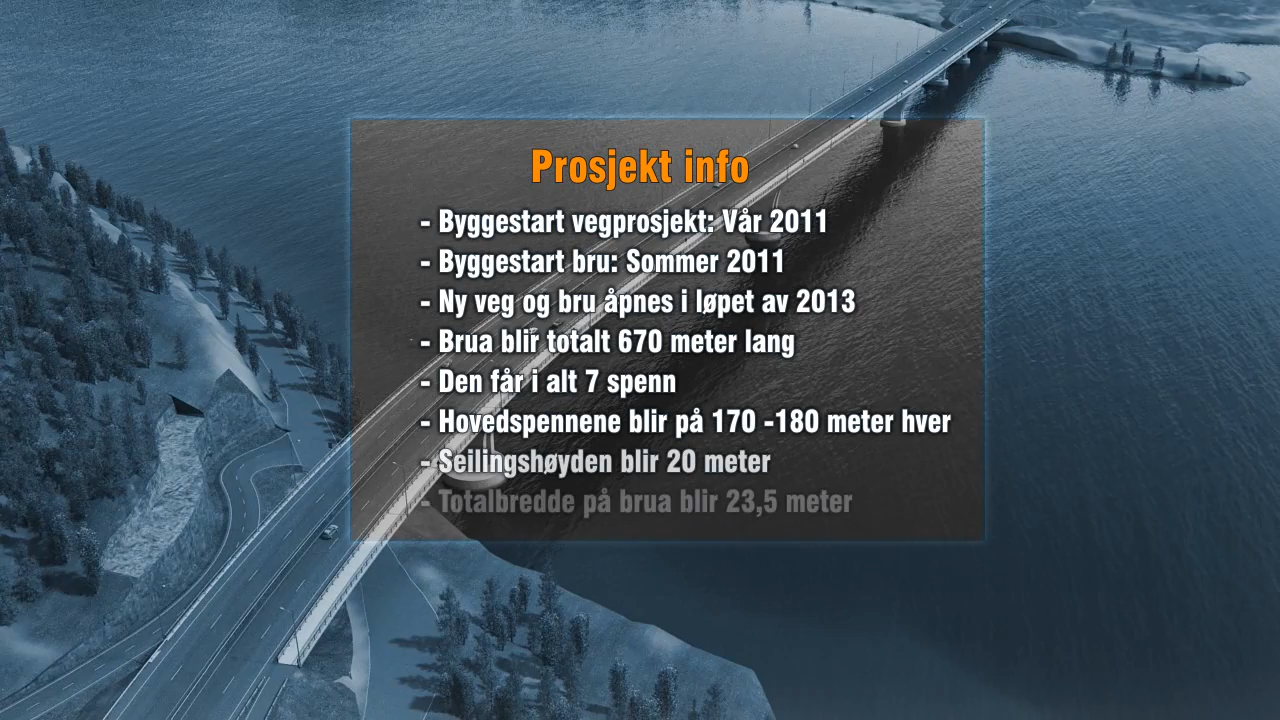 Prosjekt info
- Byggestart vegprosjekt: Vår 2011
- Byggestart bru: Sommer 2011
- Ny veg og bru åpnes i løpet av 2013
- Brua blir totalt 670 meter lang
- Den får i alt 7 spenn
- Hovedspennene blir på 170 -180 meter hver
- Seilingshøyden blir 20 meter
- Totalbredde på brua blir 23,5 meter